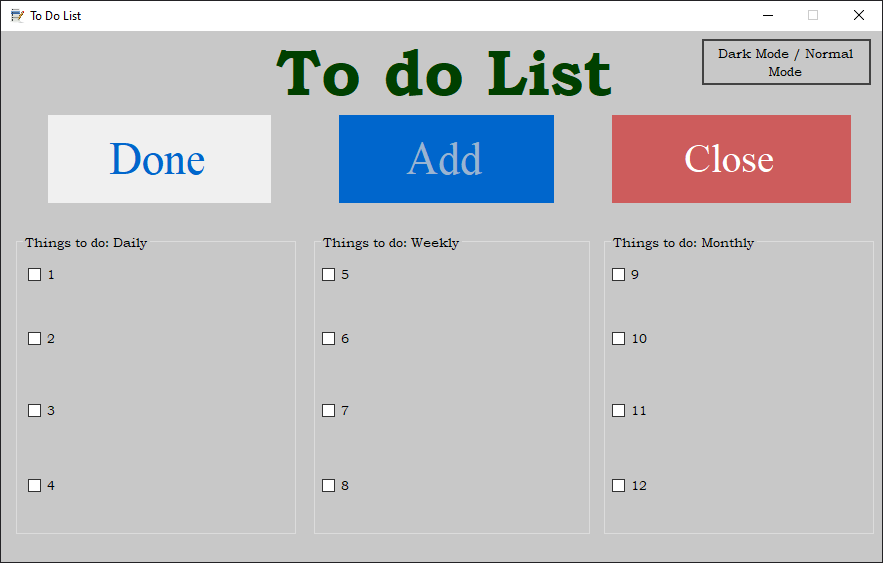 To Do List
To do List
Dark Mode / Normal
Mode
Done
Add
Close
Things to do: Daily
1
2
3
4
Things to do: Weekly
5
6
7
8
Things to do: Monthly
9
10
11
12